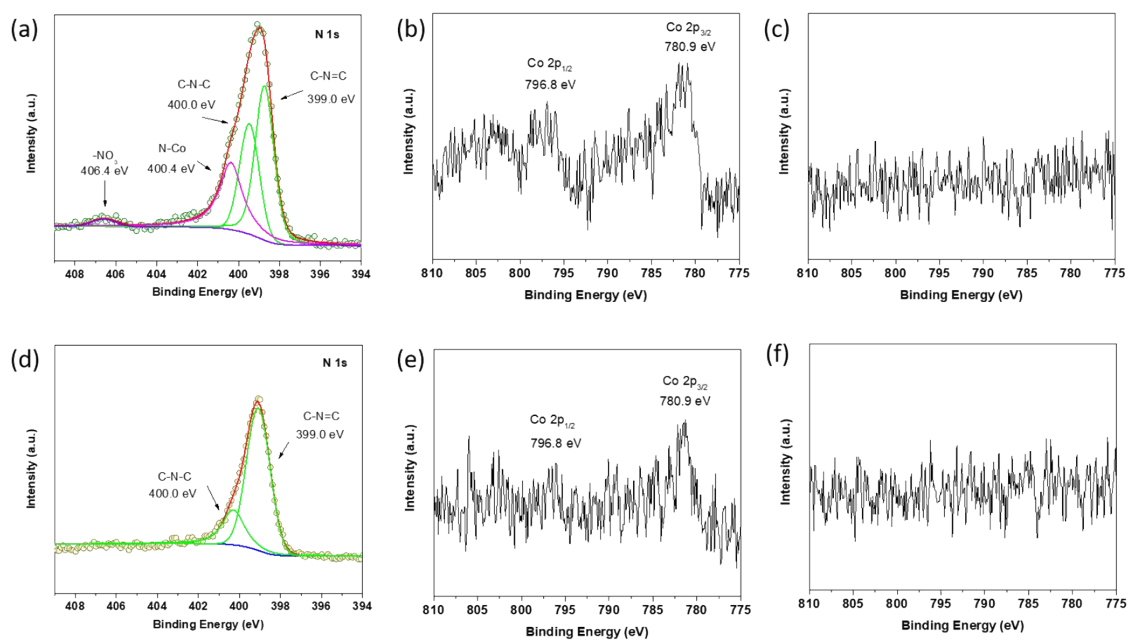 (a)
N 1s
C-N-C
400.0 eV
C-N=C
399.0 eV
N-Co
400.4 eV
-NO3
406.4 eV
Intensity (a.u.)
408 406 404 402 400 398 396 394
Binding Energy (eV)
(b)
Co 2p3/2
780.9 eV
Co 2p1/2
796.8 eV
Intensity (a.u.)
810 805 800 795 790 785 780 775
Binding Energy (eV)
(c)
Intensity (a.u.)
810 805 800 795 790 785 780 775
Binding Energy (eV)
(d)
N 1s
C-N=C
399.0 eV
C-N-C
400.0 eV
Intensity (a.u.)
408 406 404 402 400 398 396 394
Binding Energy (eV)
(e)
Co 2p3/2
780.9 eV
Co 2p1/2
796.8 eV
Intensity (a.u.)
810 805 800 795 790 785 780 775
Binding Energy (eV)
(f)
Intensity (a.u.)
810 805 800 795 790 785 780 775
Binding Energy (eV)